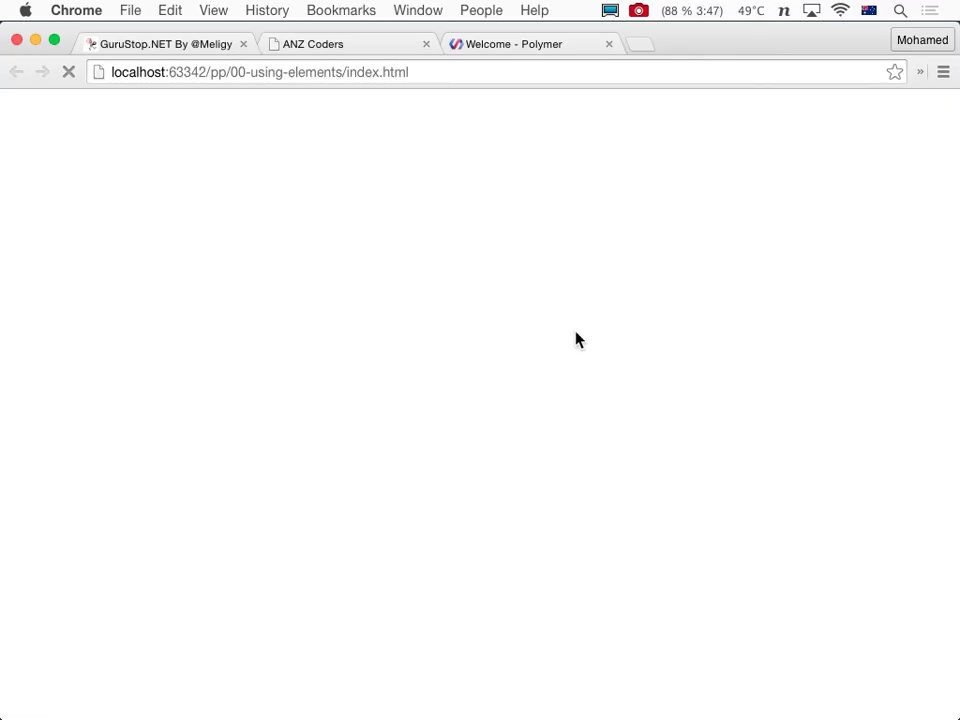 Chrome File Edit View History Bookmarks Window People Help (88 % 3:47) 49°C n
GuruStop.NET By @Meligy ANZ Coders Welcome - Polymer Mohamed
localhost:63342/pp/00-using-elements/index.html »